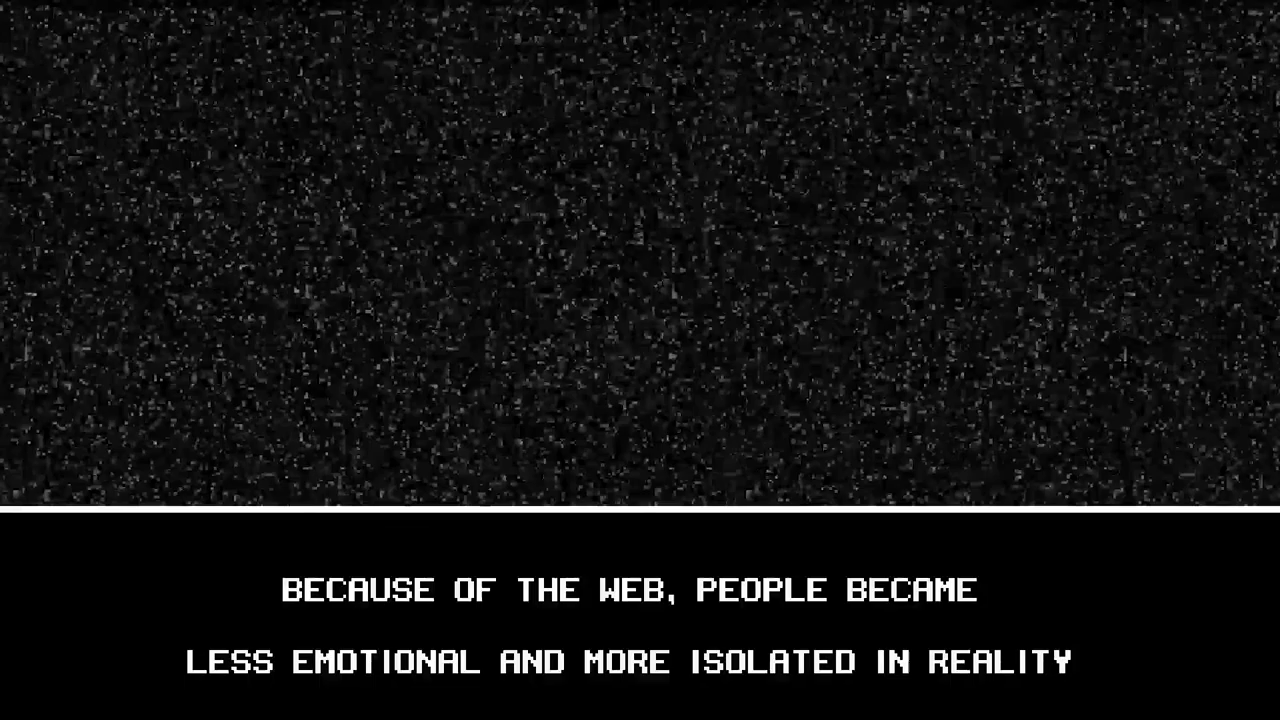 BECAUSE OF THE WEB, PEOPLE BECAME
LESS EMOTIONAL AND MORE ISOLATED IN REALITY